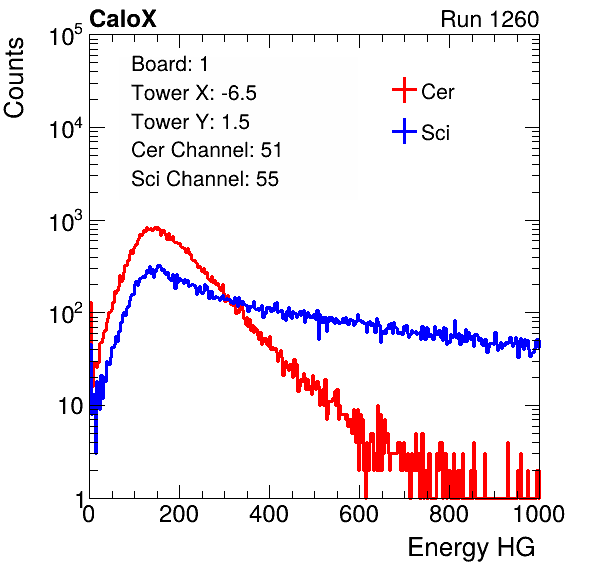 CaloX Run 1260
Counts
10^5
10^4
10^3
10^2
10
1
Board: 1
Tower X: -6.5
Tower Y: 1.5
Cer Channel: 51
Sci Channel: 55
Cer
Sci
0 200 400 600 800 1000
Energy HG